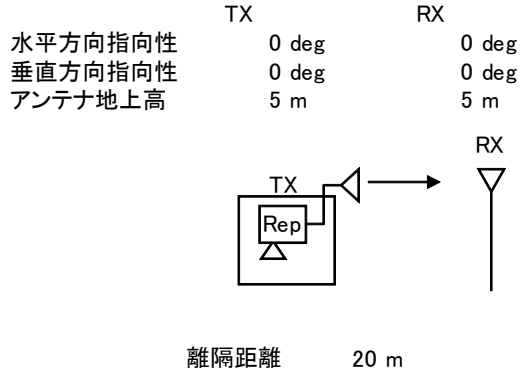 TX RX
水平方向指向性 0 deg 0 deg
垂直方向指向性 0 deg 0 deg
アンテナ地上高 5 m 5 m
RX
TX
Rep
離隔距離 20 m